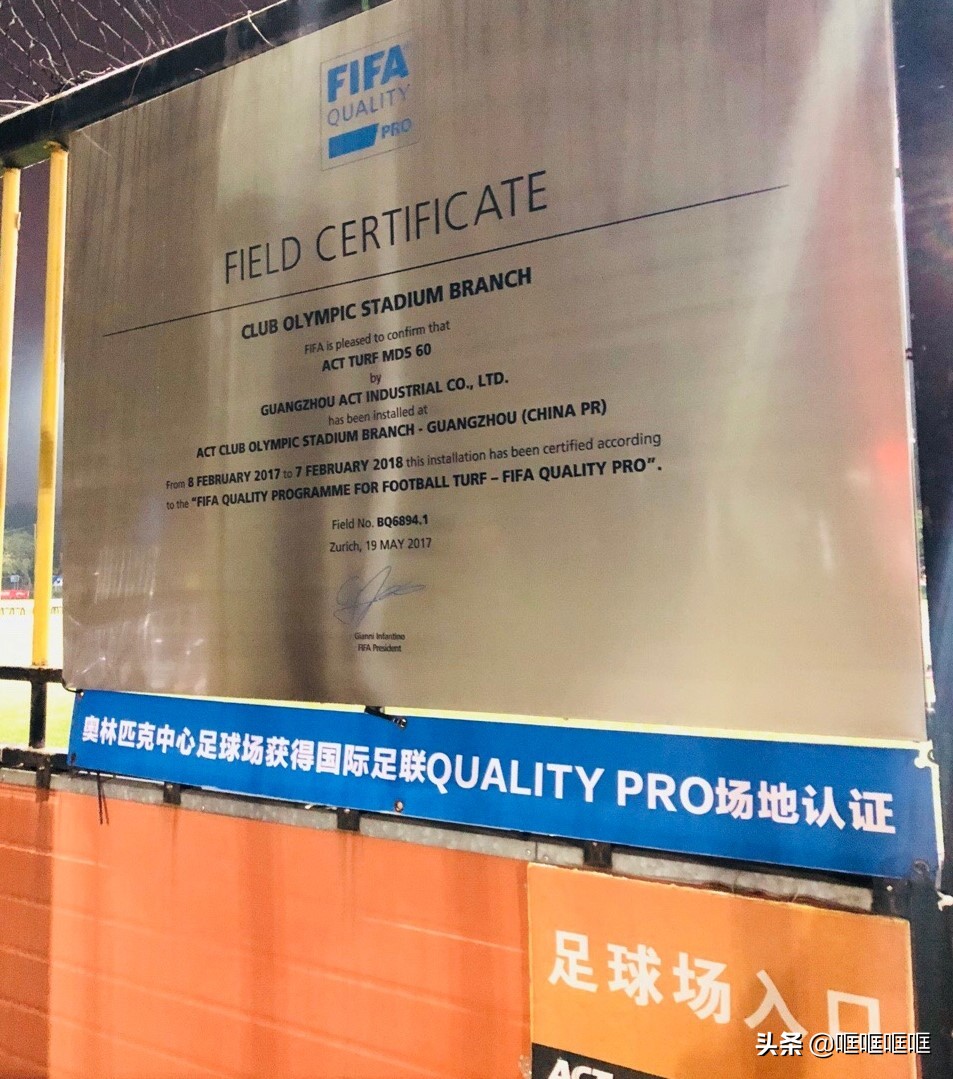 FIFA
QUALITY
PRO
FIELD CERTIFICATE
CLUB OLYMPIC STADIUM BRANCH
FIFA is pleased to confirm that
ACT TURF MDS 60
by
GUANGZHOU ACT INDUSTRIAL CO., LTD.
has been installed at
ACT CLUB OLYMPIC STADIUM BRANCH - GUANGZHOU (CHINA PR)
From 8 FEBRUARY 2017 to 7 FEBRUARY 2018 this installation has been certified according
to the “FIFA QUALITY PROGRAMME FOR FOOTBALL TURF – FIFA QUALITY PRO”.
Field No. BQ6894.1
Zurich, 19 MAY 2017
Gianni Infantino
FIFA President
奥林匹克中心足球场获得国际足联QUALITY PRO场地认证
足球场入口
ACT
头条 @哐哐哐哐